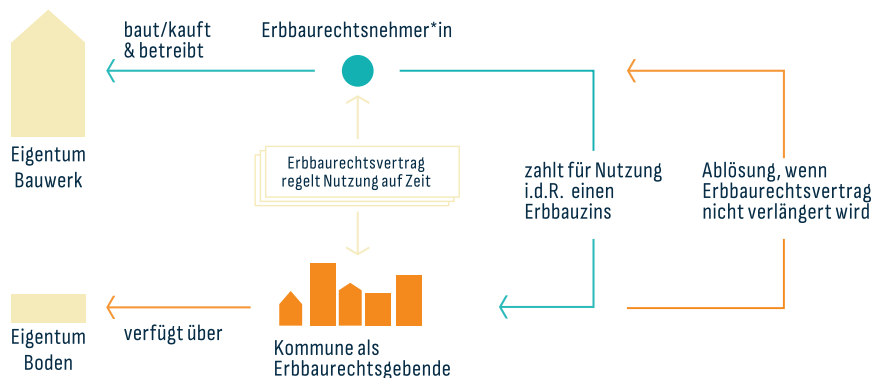 baut/kauft
& betreibt
Erbbaurechtsnehmer*in
Eigentum
Bauwerk
Erbbaurechtsvertrag
regelt Nutzung auf Zeit
zahlt für Nutzung
i.d.R. einen
Erbbauzins
Ablösung, wenn
Erbbaurechtsvertrag
nicht verlängert wird
Eigentum
Boden
verfügt über
Kommune als
Erbbaurechtsgebende